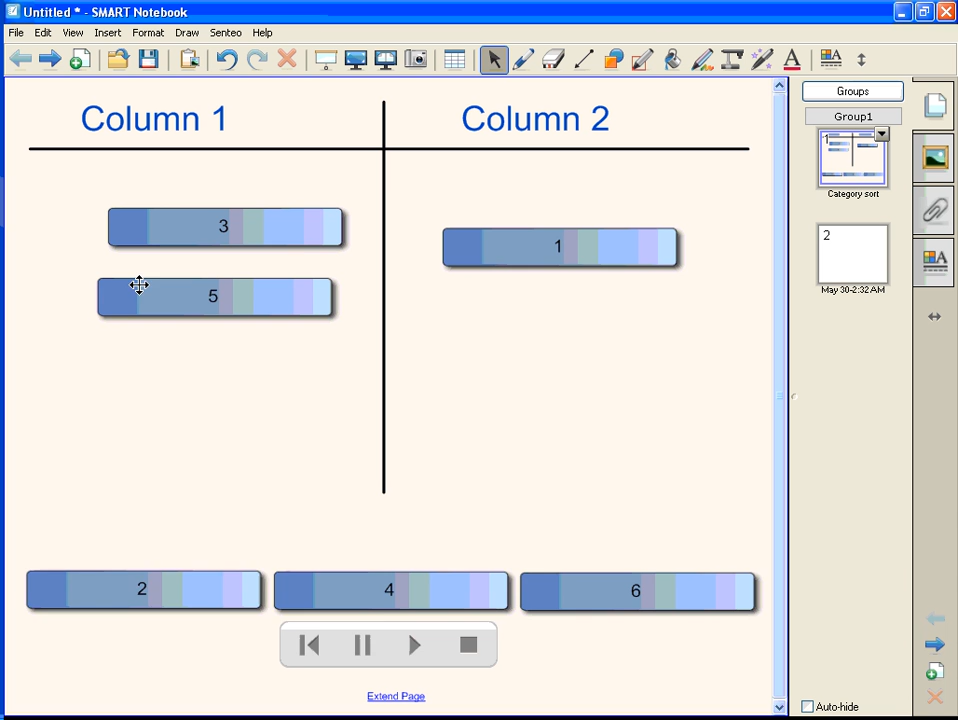 Untitled * - SMART Notebook
File Edit View Insert Format Draw Senteo Help
Column 1 Column 2
3
1
5
2 4 6
Extend Page
Groups
Group1
1
Category sort
2
May 30-2:32 AM
Auto-hide